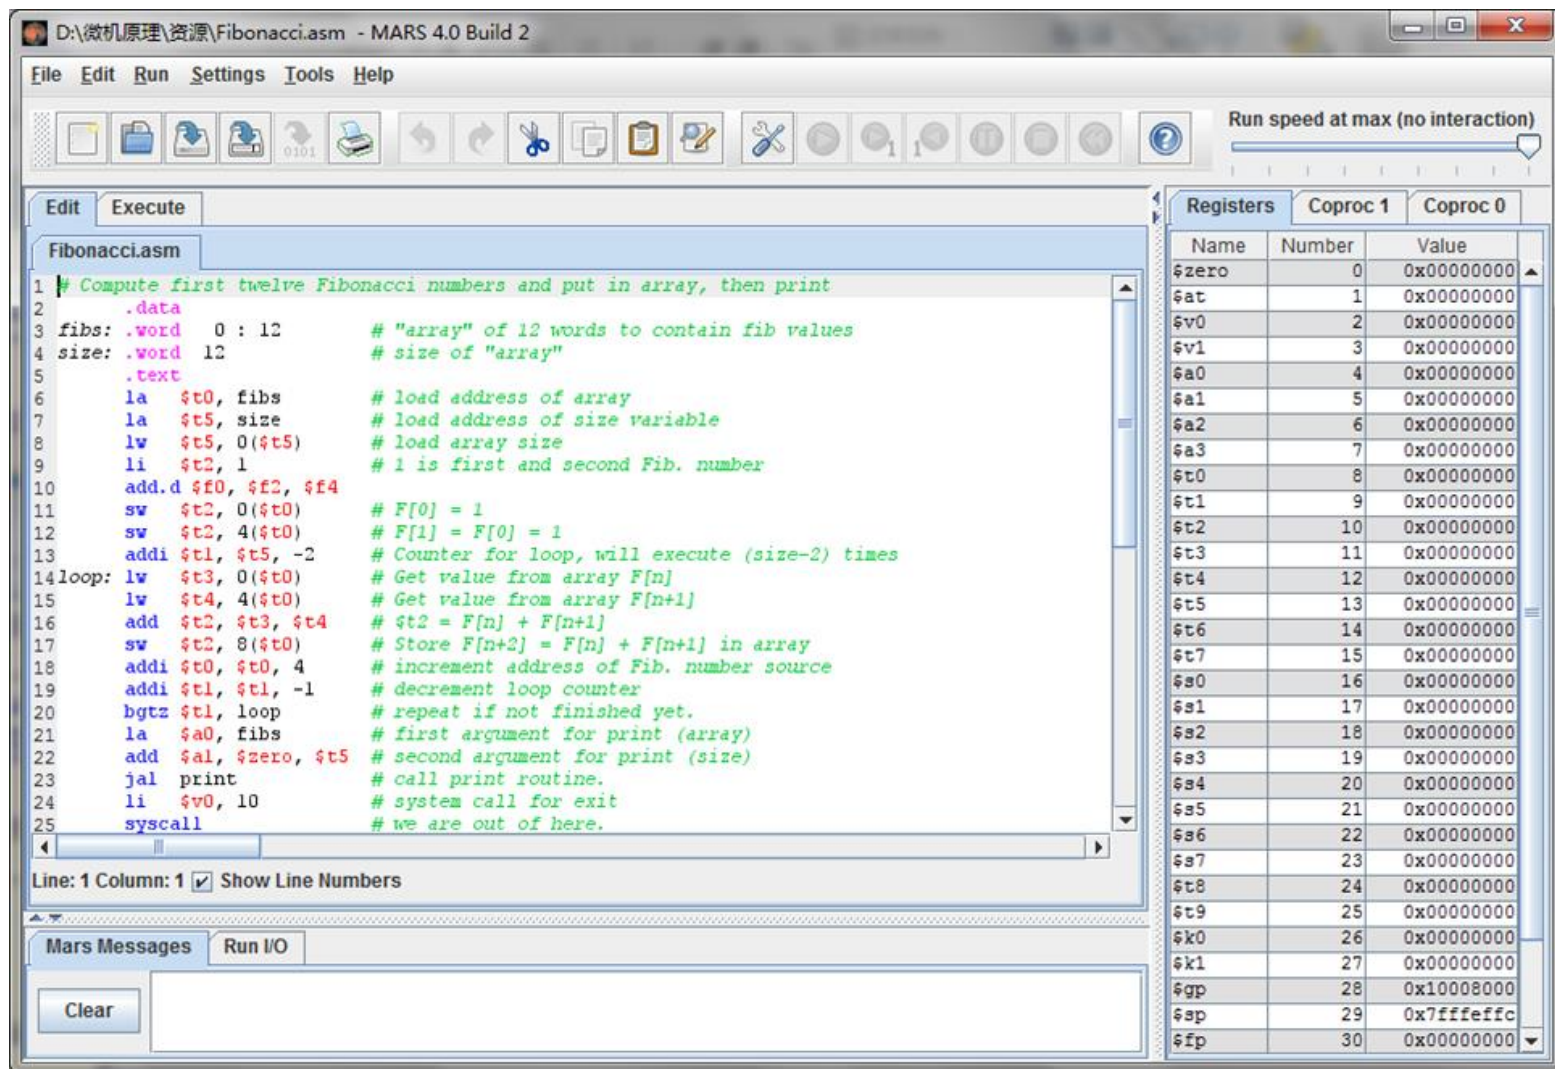 D:\微机原理\资源\Fibonacci.asm - MARS 4.0 Build 2
File Edit Run Settings Tools Help
Run speed at max (no interaction)
Edit Execute
Fibonacci.asm
1 # Compute first twelve Fibonacci numbers and put in array, then print
2 .data
3 fibs: .word 0 : 12 # "array" of 12 words to contain fib values
4 size: .word 12 # size of "array"
5 .text
6 la $t0, fibs # load address of array
7 la $t5, size # load address of size variable
8 lw $t5, 0($t5) # load array size
9 li $t2, 1 # 1 is first and second Fib. number
10 add.d $f0, $f2, $f4
11 sw $t2, 0($t0) # F[0] = 1
12 sw $t2, 4($t0) # F[1] = F[0] = 1
13 addi $t1, $t5, -2 # Counter for loop, will execute (size-2) times
14 loop: lw $t3, 0($t0) # Get value from array F[n]
15 lw $t4, 4($t0) # Get value from array F[n+1]
16 add $t2, $t3, $t4 # $t2 = F[n] + F[n+1]
17 sw $t2, 8($t0) # Store F[n+2] = F[n] + F[n+1] in array
18 addi $t0, $t0, 4 # increment address of Fib. number source
19 addi $t1, $t1, -1 # decrement loop counter
20 bgtz $t1, loop # repeat if not finished yet.
21 la $a0, fibs # first argument for print (array)
22 add $a1, $zero, $t5 # second argument for print (size)
23 jal print # call print routine.
24 li $v0, 10 # system call for exit
25 syscall # we are out of here.
Line: 1 Column: 1 Show Line Numbers
Mars Messages Run I/O
Clear
Registers Coproc 1 Coproc 0
Name Number Value
$zero 0 0x00000000
$at 1 0x00000000
$v0 2 0x00000000
$v1 3 0x00000000
$a0 4 0x00000000
$a1 5 0x00000000
$a2 6 0x00000000
$a3 7 0x00000000
$t0 8 0x00000000
$t1 9 0x00000000
$t2 10 0x00000000
$t3 11 0x00000000
$t4 12 0x00000000
$t5 13 0x00000000
$t6 14 0x00000000
$t7 15 0x00000000
$s0 16 0x00000000
$s1 17 0x00000000
$s2 18 0x00000000
$s3 19 0x00000000
$s4 20 0x00000000
$s5 21 0x00000000
$s6 22 0x00000000
$s7 23 0x00000000
$t8 24 0x00000000
$t9 25 0x00000000
$k0 26 0x00000000
$k1 27 0x00000000
$gp 28 0x10008000
$sp 29 0x7fffeffc
$fp 30 0x00000000